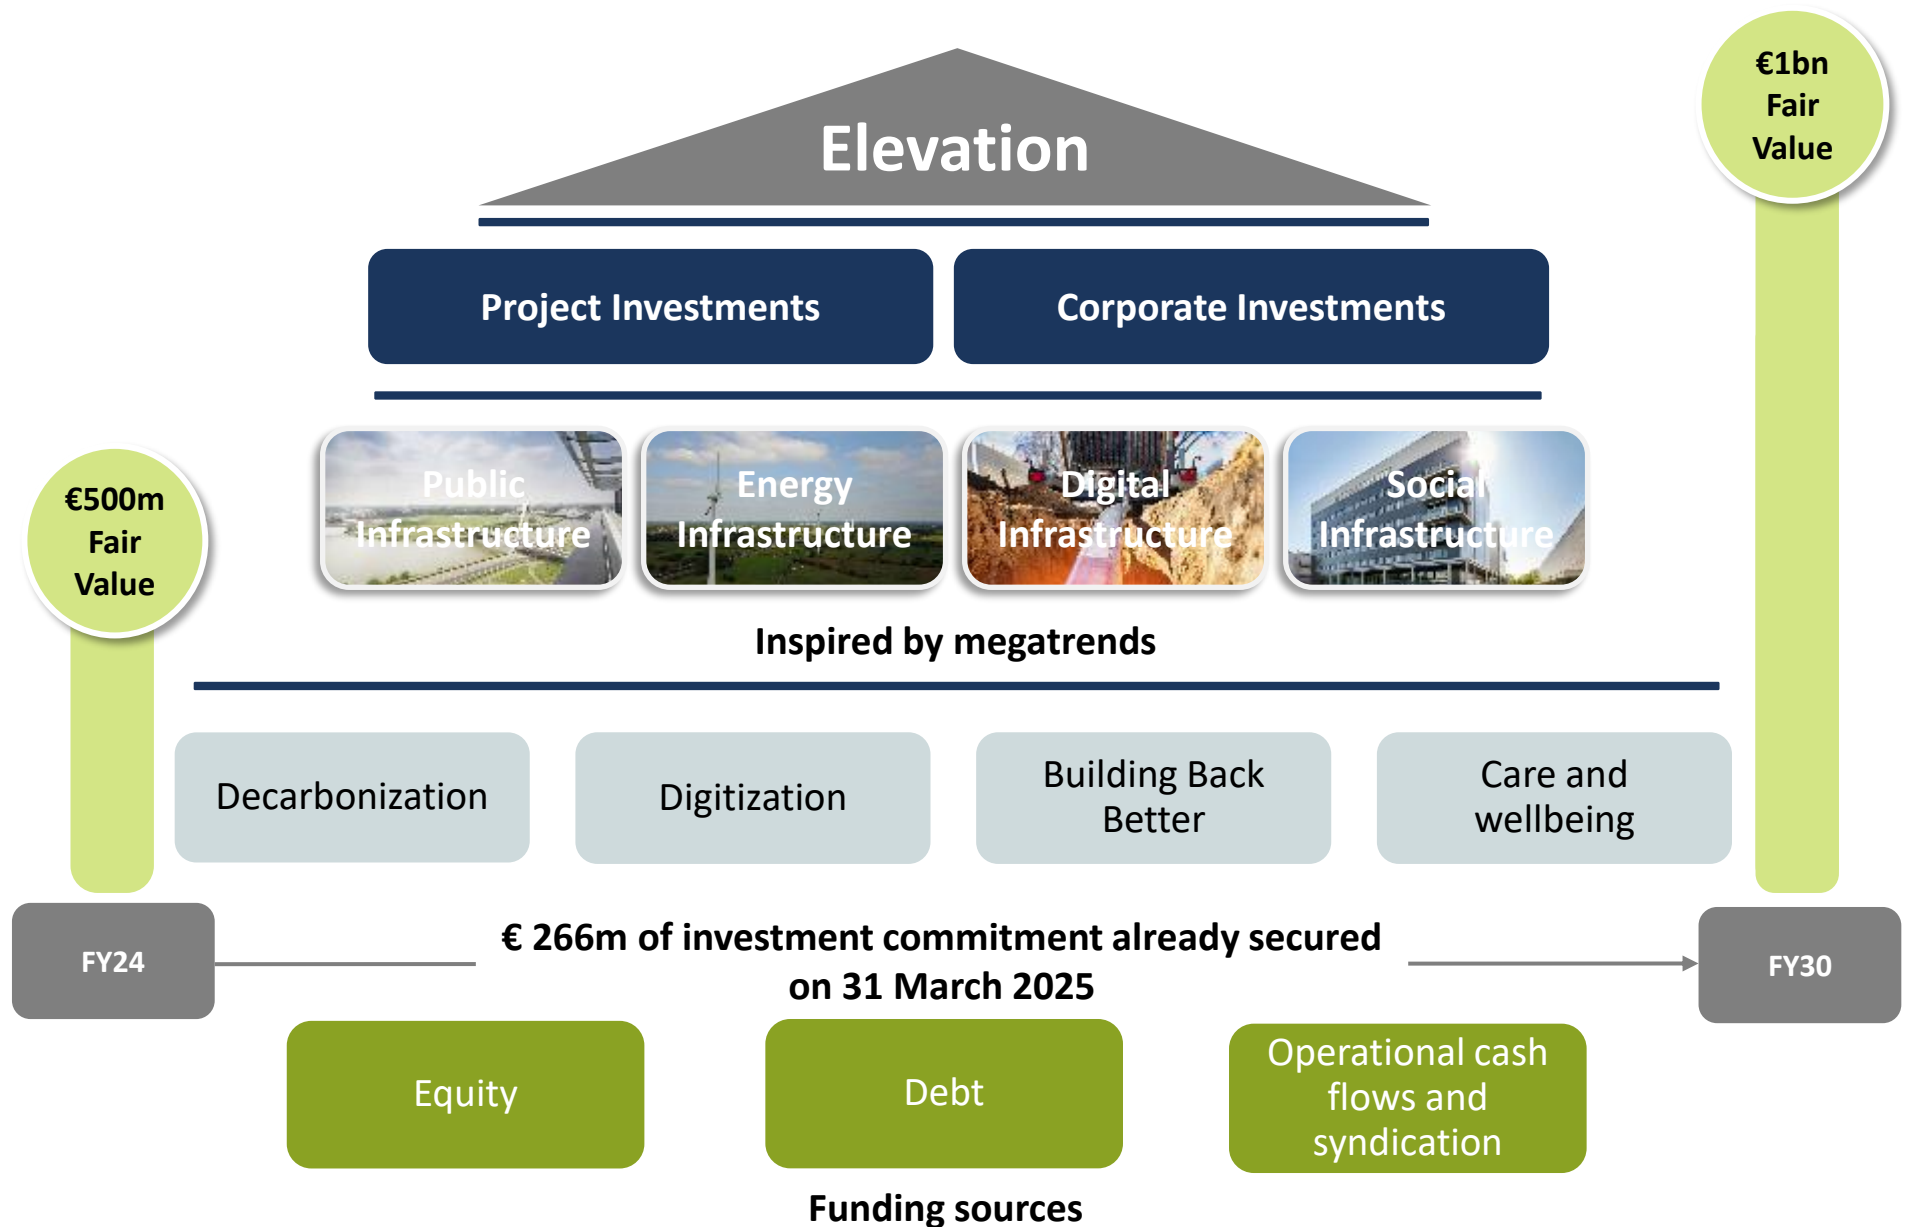 Elevation
€1bn
Fair
Value
Project Investments
Corporate Investments
€500m
Fair
Value
Public
Infrastructure
Energy
Infrastructure
Digital
Infrastructure
Social
Infrastructure
Inspired by megatrends
Decarbonization
Digitization
Building Back
Better
Care and
wellbeing
FY24
€ 266m of investment commitment already secured
on 31 March 2025
FY30
Equity
Debt
Operational cash
flows and
syndication
Funding sources